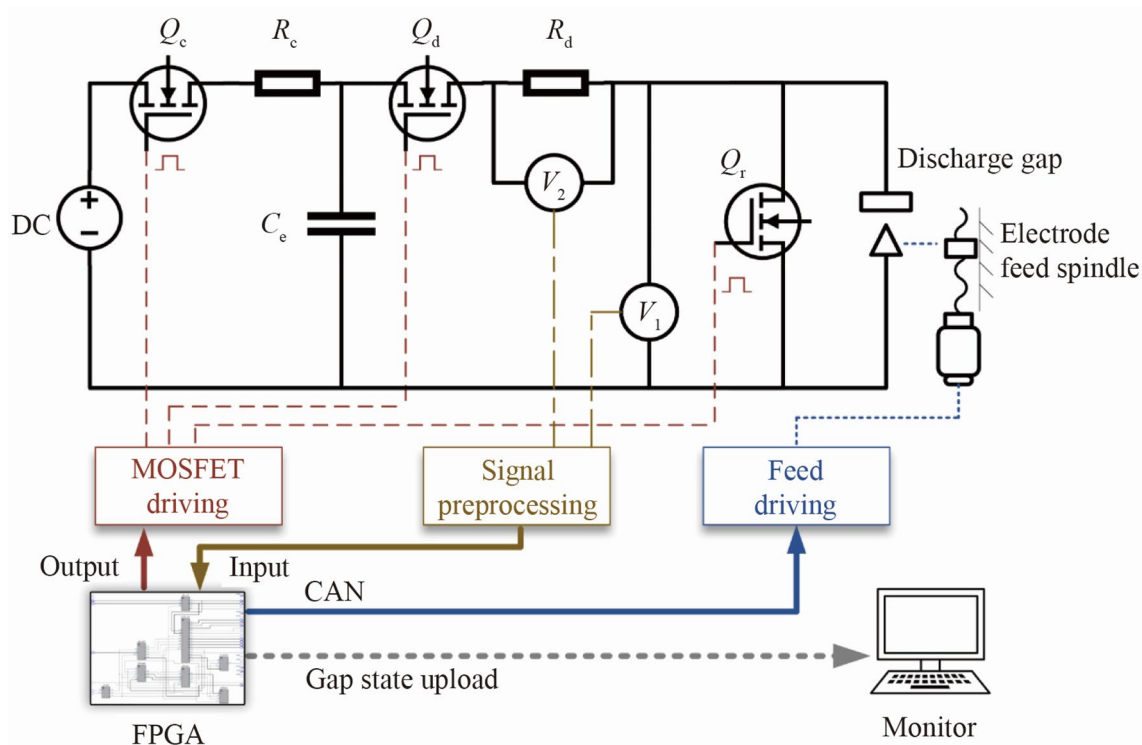 Qc
Rc
Qd
Rd
V2
Qr
Discharge gap
DC
+
−
Ce
Electrode
feed spindle
V1
MOSFET
driving
Signal
preprocessing
Feed
driving
Output
Input
CAN
Gap state upload
FPGA
Monitor